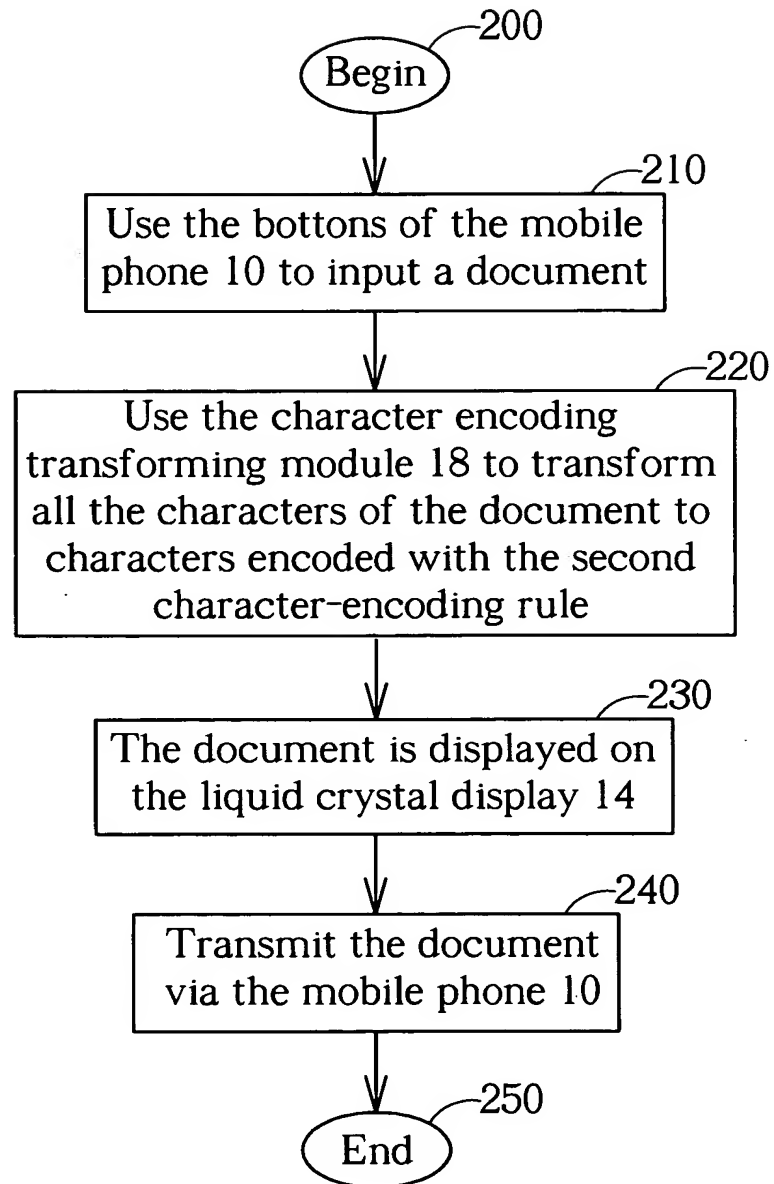 200
Begin
210
Use the bottons of the mobile
phone 10 to input a document
220
Use the character encoding
transforming module 18 to transform
all the characters of the document to
characters encoded with the second
character-encoding rule
230
The document is displayed on
the liquid crystal display 14
240
Transmit the document
via the mobile phone 10
250
End